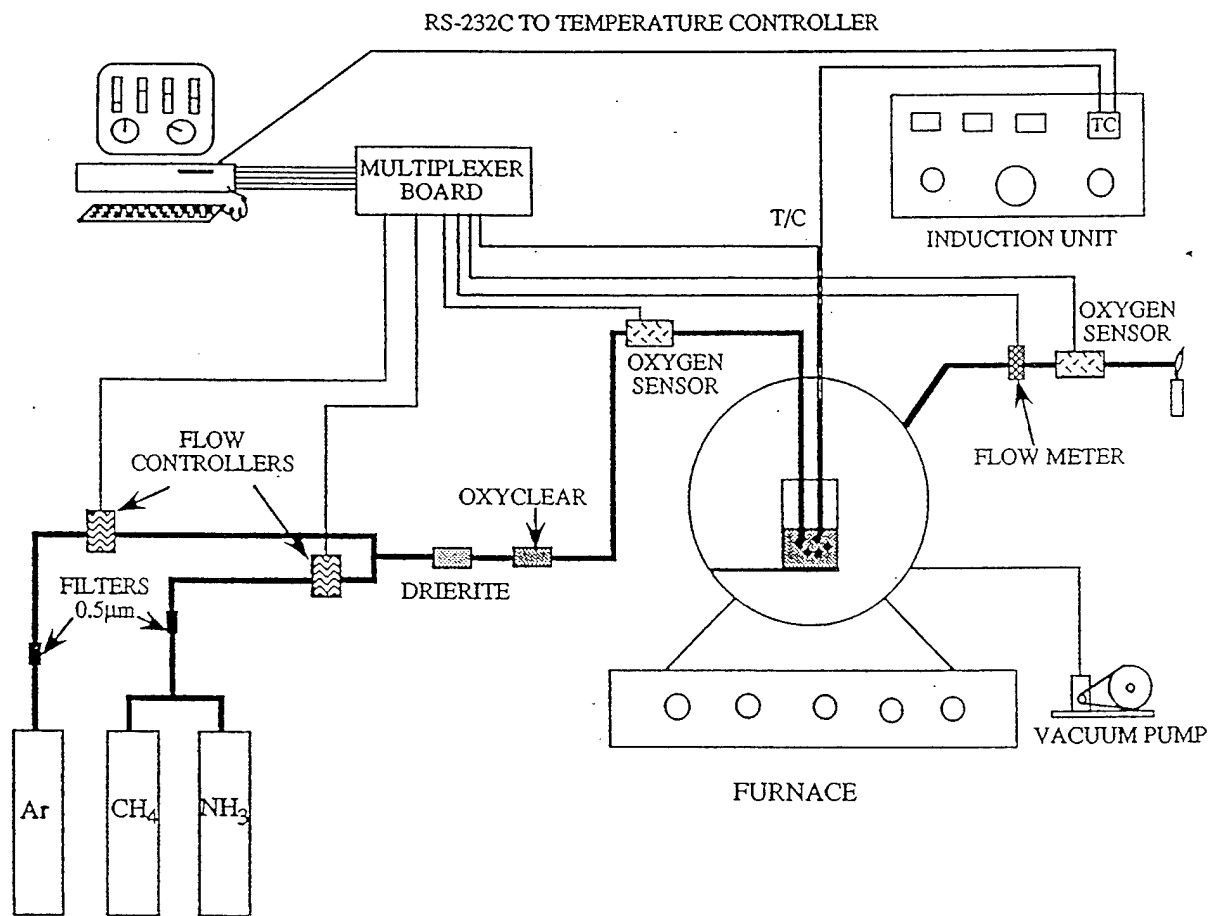 RS-232C TO TEMPERATURE CONTROLLER
TC
MULTIPLEXER
BOARD
T/C
INDUCTION UNIT
OXYGEN
SENSOR
OXYGEN
SENSOR
FLOW METER
FLOW
CONTROLLERS
OXYCLEAR
FILTERS
0.5μm
DRIERITE
VACUUM PUMP
FURNACE
Ar
CH₄
NH₃